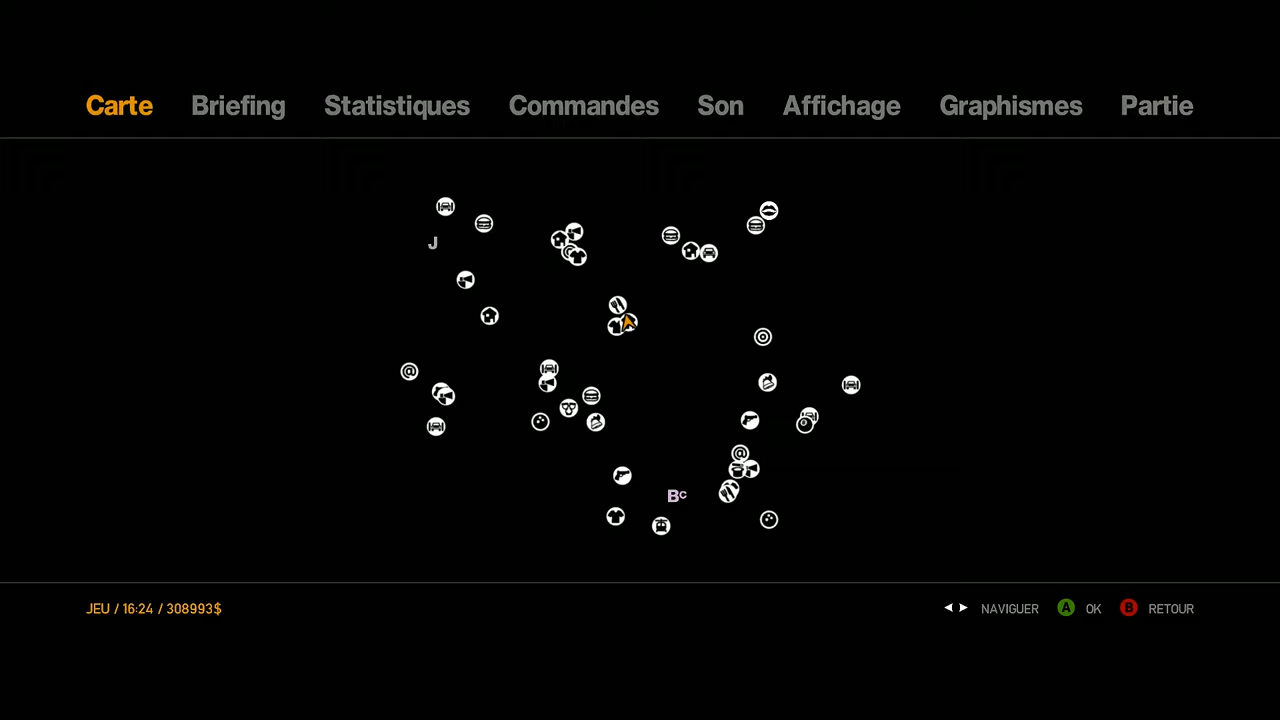 Carte Briefing Statistiques Commandes Son Affichage Graphismes Partie
J
@
@
Bc
JEU / 16:24 / 308993$ NAVIGUER A OK B RETOUR